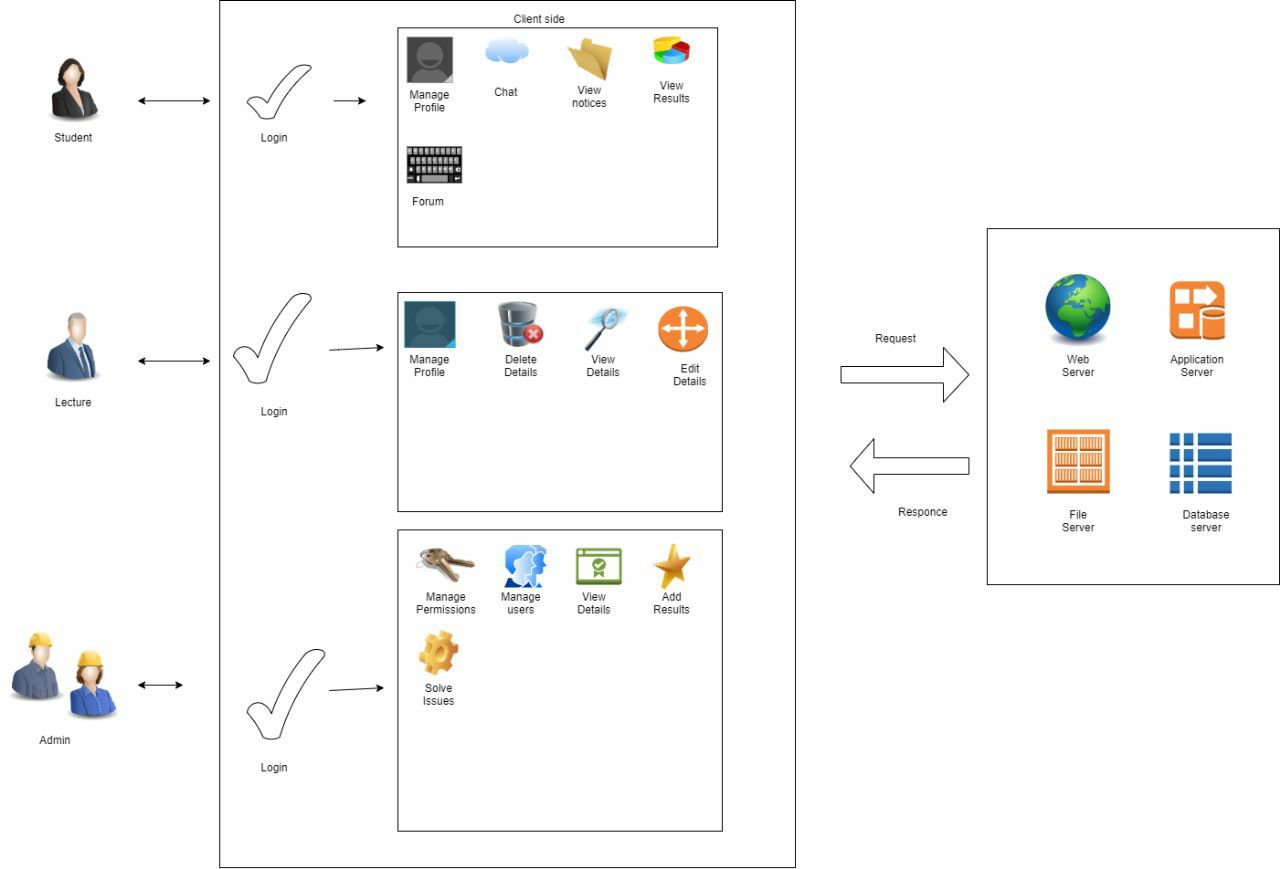 Client side
Manage
Profile
Chat
View
notices
View
Results
Student
Login
Forum
Manage
Profile
Delete
Details
View
Details
Edit
Details
Lecture
Login
Request
Web
Server
Application
Server
Responce
File
Server
Database
server
Manage
Permissions
Manage
users
View
Details
Add
Results
Solve
Issues
Admin
Login